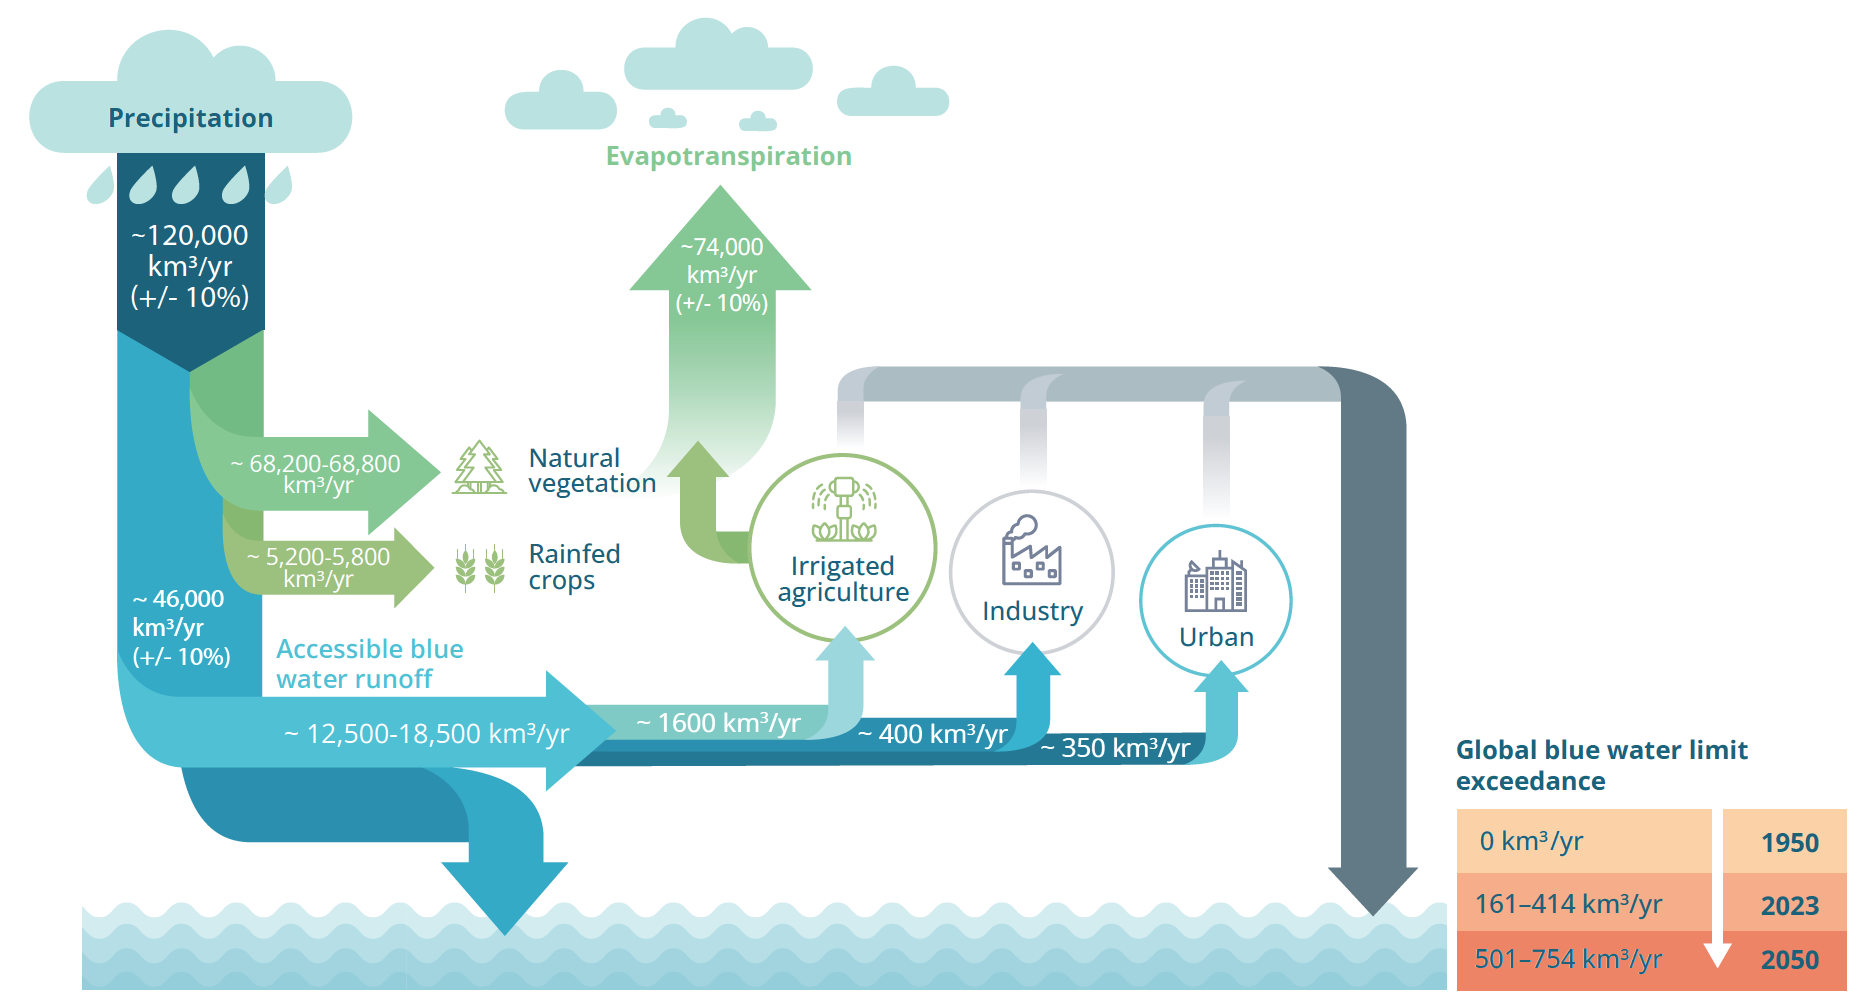 Precipitation
~120,000
km³/yr
(+/- 10%)
Evapotranspiration
~74,000
km³/yr
(+/- 10%)
~ 68,200-68,800
km³/yr
Natural
vegetation
~ 5,200-5,800
km³/yr
Rainfed
crops
~ 46,000
km³/yr
(+/- 10%)
Accessible blue
water runoff
~ 12,500-18,500 km³/yr
~ 1600 km³/yr
~ 400 km³/yr
~ 350 km³/yr
Irrigated
agriculture
Industry
Urban
Global blue water limit
exceedance
0 km³/yr 1950
161–414 km³/yr 2023
501–754 km³/yr 2050